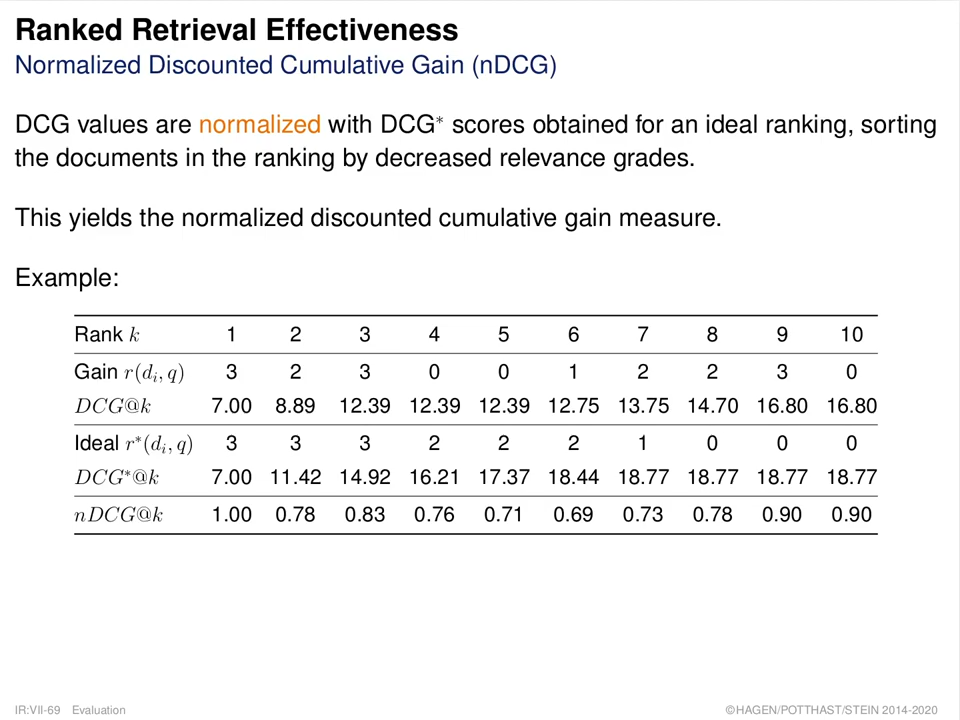 Ranked Retrieval Effectiveness
Normalized Discounted Cumulative Gain (nDCG)
DCG values are normalized with DCG* scores obtained for an ideal ranking, sorting
the documents in the ranking by decreased relevance grades.
This yields the normalized discounted cumulative gain measure.
Example:
Rank k 1 2 3 4 5 6 7 8 9 10
Gain r(d_i, q) 3 2 3 0 0 1 2 2 3 0
DCG@k 7.00 8.89 12.39 12.39 12.39 12.75 13.75 14.70 16.80 16.80
Ideal r*(d_i, q) 3 3 3 2 2 2 1 0 0 0
DCG*@k 7.00 11.42 14.92 16.21 17.37 18.44 18.77 18.77 18.77 18.77
nDCG@k 1.00 0.78 0.83 0.76 0.71 0.69 0.73 0.78 0.90 0.90
IR:VII-69 Evaluation ©HAGEN/POTTHAST/STEIN 2014-2020